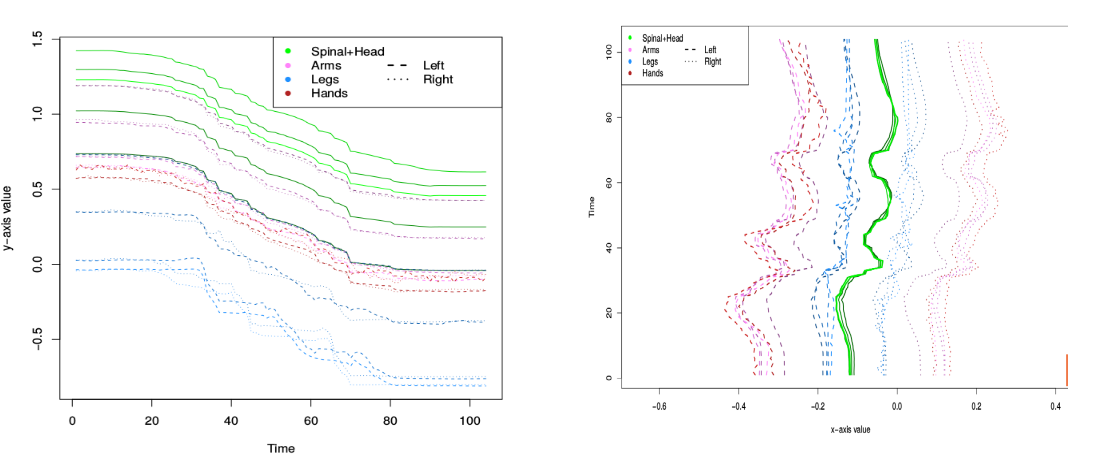 Spinal+Head
Arms
Left
Legs
Right
Hands
1.5
1.0
0.5
0.0
−0.5
y−axis value
0 20 40 60 80 100
Time
Spinal+Head
Arms
Left
Legs
Right
Hands
100
80
60
40
20
0
Time
−0.6 −0.4 −0.2 0.0 0.2 0.4
x−axis value